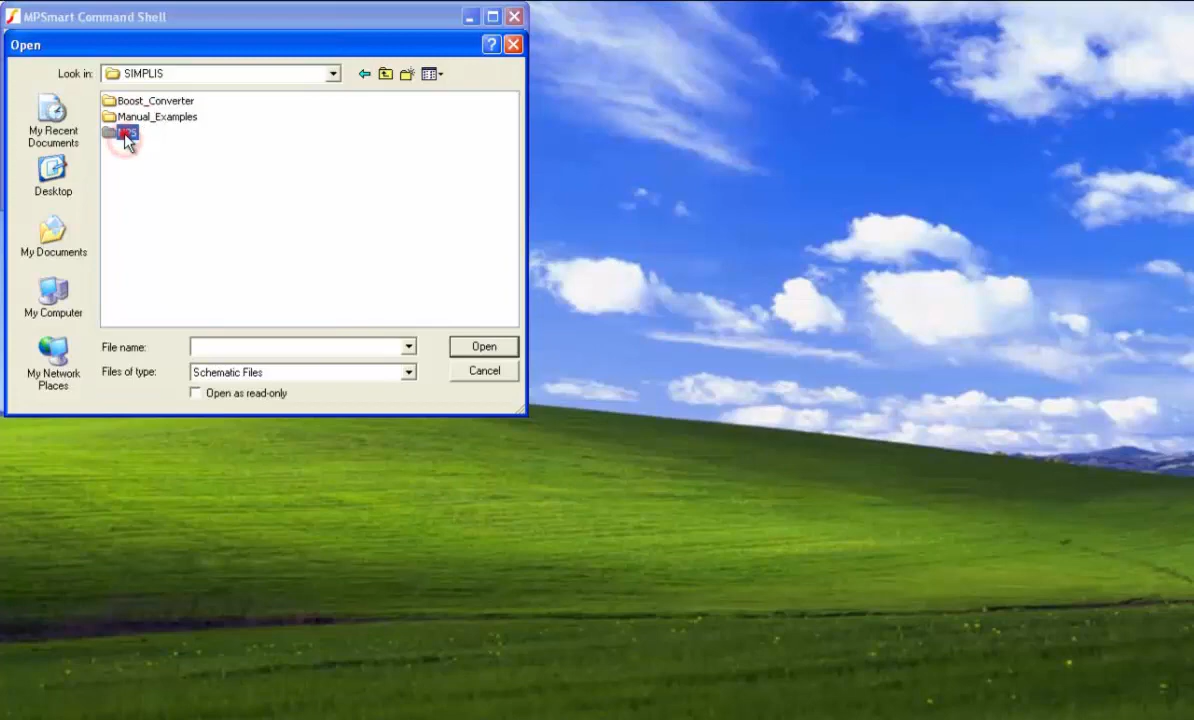 MPSmart Command Shell
Open
Look in:
SIMPLIS
Boost_Converter
Manual_Examples
MPS
My Recent
Documents
Desktop
My Documents
My Computer
My Network
Places
File name:
Open
Files of type:
Schematic Files
Cancel
Open as read-only